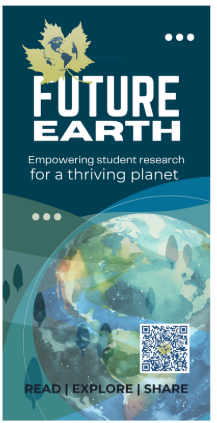 FUTURE
EARTH
Empowering student research
for a thriving planet
READ | EXPLORE | SHARE